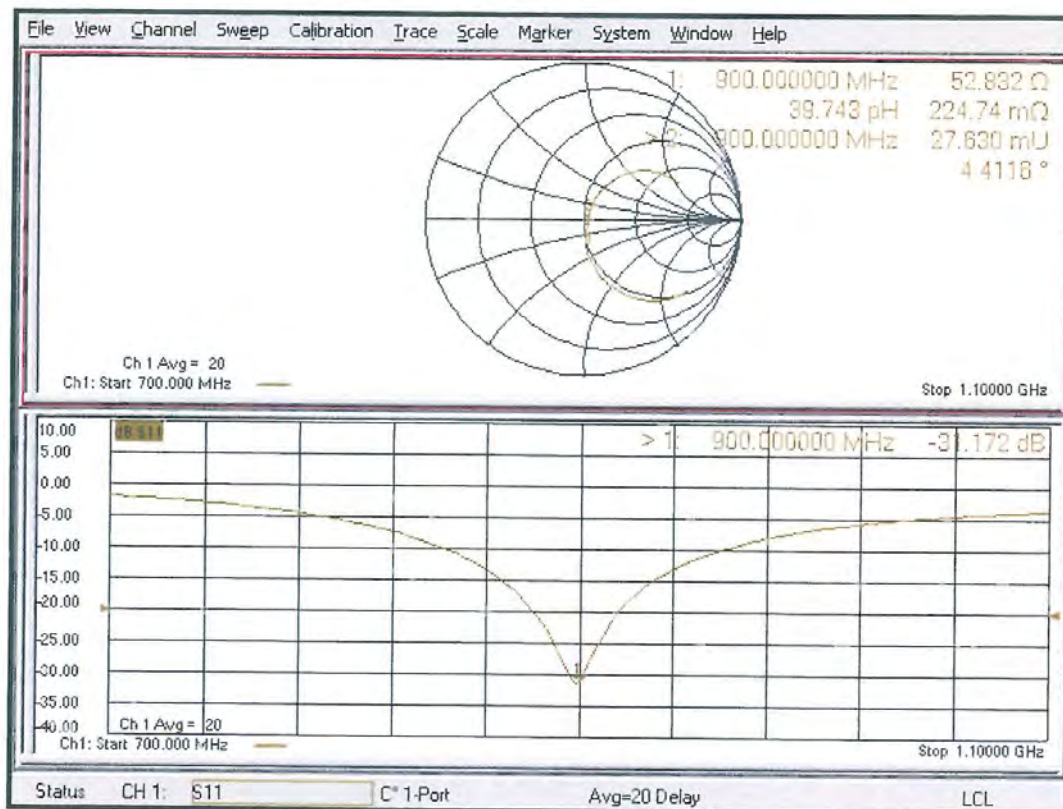 File View Channel Sweep Calibration Trace Scale Marker System Window Help
1: 900.000000 MHz 52.832 Ω
39.743 pH 224.74 mΩ
> 2: 900.000000 MHz 27.630 mU
4.4118 °
Ch 1 Avg = 20
Ch1: Start 700.000 MHz
Stop 1.10000 GHz
10.00
dB S11
> 1: 900.000000 MHz -31.172 dB
5.00
0.00
-5.00
-10.00
-15.00
-20.00
-25.00
-30.00
1
-35.00
-40.00
Ch 1 Avg = 20
Ch1: Start 700.000 MHz
Stop 1.10000 GHz
Status CH 1: S11 C* 1-Port Avg=20 Delay LCL